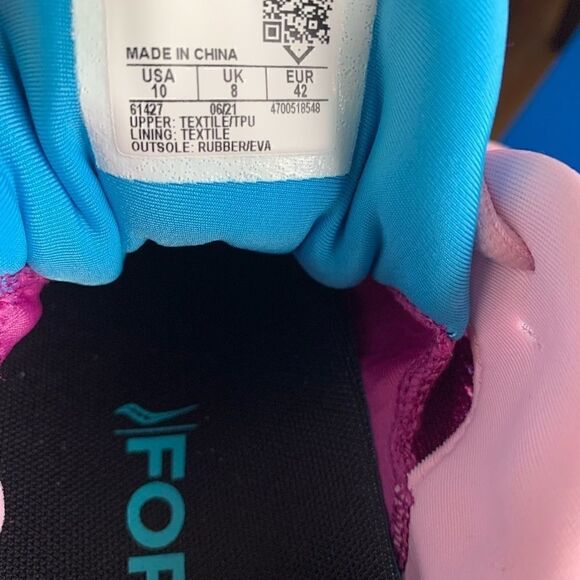 MADE IN CHINA
USA UK EUR
10 8 42
61427 06/21 4700518548
UPPER: TEXTILE/TPU
LINING: TEXTILE
OUTSOLE: RUBBER/EVA
FOR